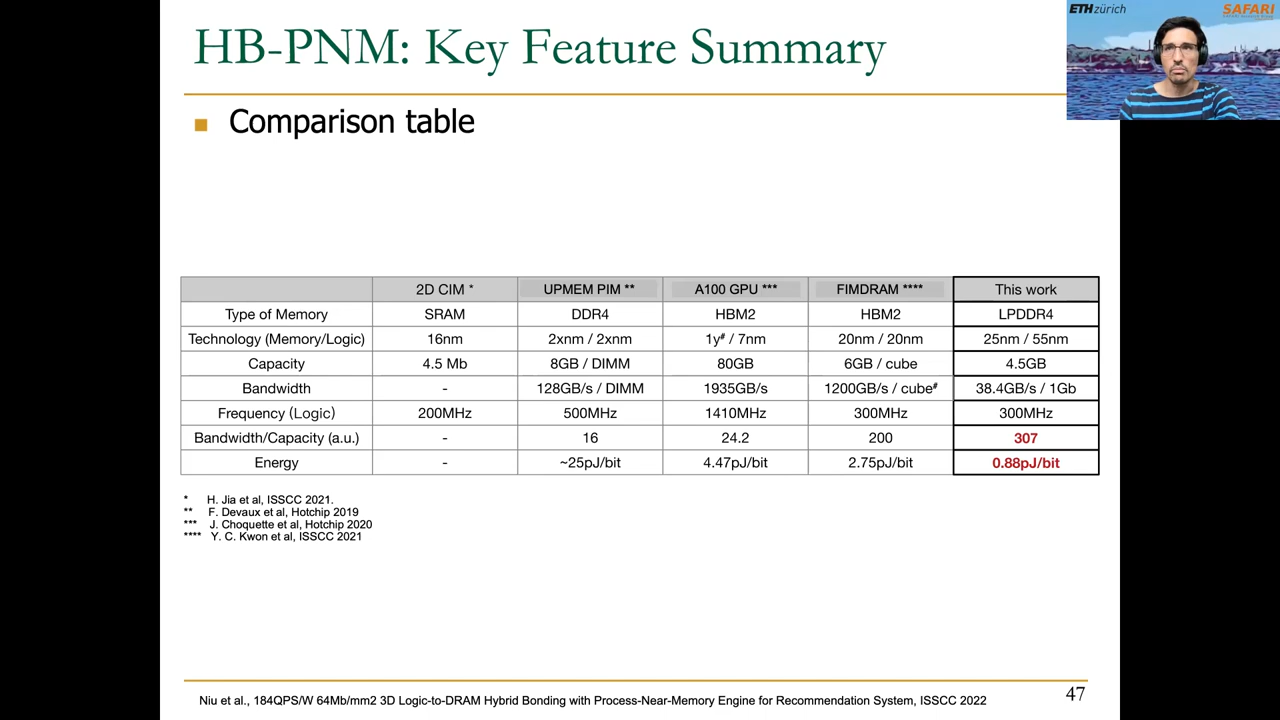 HB-PNM: Key Feature Summary
ETHzürich
SAFARI
Comparison table
2D CIM * UPMEM PIM ** A100 GPU *** FIMDRAM **** This work
Type of Memory SRAM DDR4 HBM2 HBM2 LPDDR4
Technology (Memory/Logic) 16nm 2xnm / 2xnm 1y# / 7nm 20nm / 20nm 25nm / 55nm
Capacity 4.5 Mb 8GB / DIMM 80GB 6GB / cube 4.5GB
Bandwidth - 128GB/s / DIMM 1935GB/s 1200GB/s / cube# 38.4GB/s / 1Gb
Frequency (Logic) 200MHz 500MHz 1410MHz 300MHz 300MHz
Bandwidth/Capacity (a.u.) - 16 24.2 200 307
Energy - ~25pJ/bit 4.47pJ/bit 2.75pJ/bit 0.88pJ/bit
* H. Jia et al, ISSCC 2021.
** F. Devaux et al, Hotchip 2019
*** J. Choquette et al, Hotchip 2020
**** Y. C. Kwon et al, ISSCC 2021
Niu et al., 184QPS/W 64Mb/mm2 3D Logic-to-DRAM Hybrid Bonding with Process-Near-Memory Engine for Recommendation System, ISSCC 2022
47